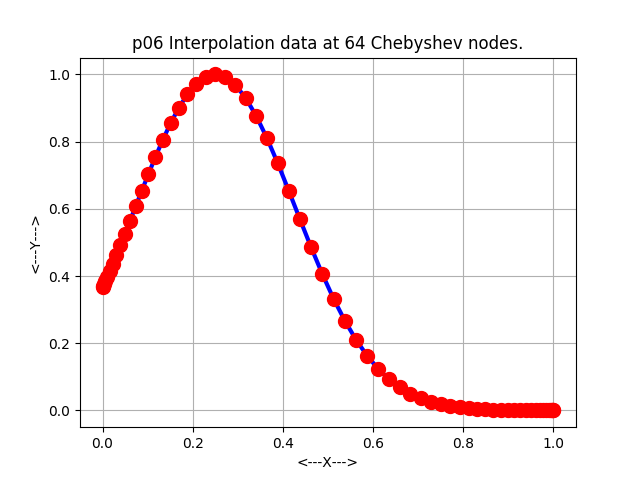 p06 Interpolation data at 64 Chebyshev nodes.
1.0
0.8
0.6
0.4
0.2
0.0
<---Y--->
0.0 0.2 0.4 0.6 0.8 1.0
<---X--->